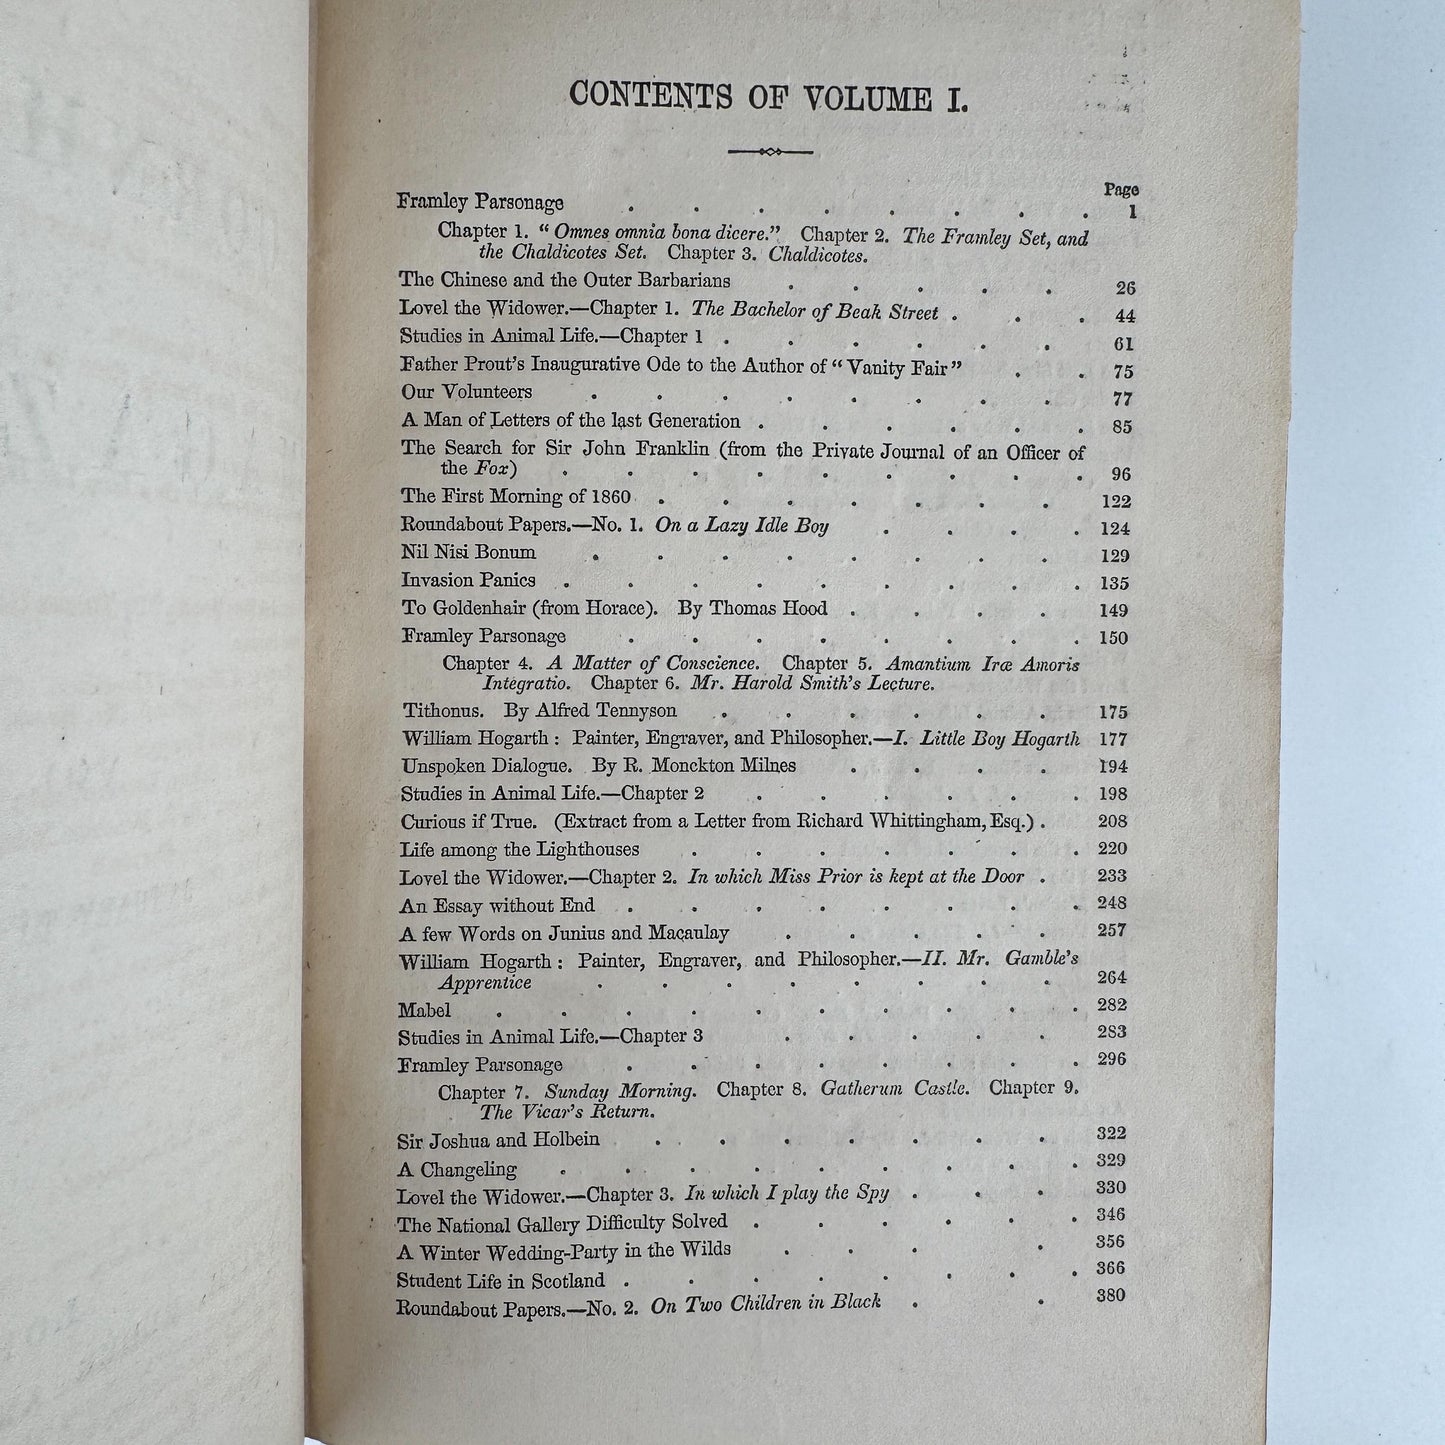 CONTENTS OF VOLUME I.
Page
Framley Parsonage . . . . . . . . 1
Chapter 1. “Omnes omnia bona dicere.” Chapter 2. The Framley Set, and
the Chaldicotes Set. Chapter 3. Chaldicotes.
The Chinese and the Outer Barbarians . . . . . 26
Lovel the Widower.—Chapter 1. The Bachelor of Beak Street . . . 44
Studies in Animal Life.—Chapter 1 . . . . . . 61
Father Prout's Inaugurative Ode to the Author of “Vanity Fair” . . 75
Our Volunteers . . . . . . . . 77
A Man of Letters of the last Generation . . . . . . 85
The Search for Sir John Franklin (from the Private Journal of an Officer of
the Fox) . . . . . . . . . 96
The First Morning of 1860 . . . . . . . 122
Roundabout Papers.—No. 1. On a Lazy Idle Boy . . . . 124
Nil Nisi Bonum . . . . . . . . 129
Invasion Panics . . . . . . . . . 135
To Goldenhair (from Horace). By Thomas Hood . . . . 149
Framley Parsonage . . . . . . . . 150
Chapter 4. A Matter of Conscience. Chapter 5. Amantium Iræ Amoris
Integratio. Chapter 6. Mr. Harold Smith's Lecture.
Tithonus. By Alfred Tennyson . . . . . . 175
William Hogarth : Painter, Engraver, and Philosopher.—I. Little Boy Hogarth 177
Unspoken Dialogue. By R. Monckton Milnes . . . . 194
Studies in Animal Life.—Chapter 2 . . . . . . 198
Curious if True. (Extract from a Letter from Richard Whittingham, Esq.) . 208
Life among the Lighthouses . . . . . . . 220
Lovel the Widower.—Chapter 2. In which Miss Prior is kept at the Door . 233
An Essay without End . . . . . . . . 248
A few Words on Junius and Macaulay . . . . . 257
William Hogarth : Painter, Engraver, and Philosopher.—II. Mr. Gamble's
Apprentice . . . . . . . . 264
Mabel . . . . . . . . . . 282
Studies in Animal Life.—Chapter 3 . . . . . 283
Framley Parsonage . . . . . . . . 296
Chapter 7. Sunday Morning. Chapter 8. Gatherum Castle. Chapter 9.
The Vicar's Return.
Sir Joshua and Holbein . . . . . . . 322
A Changeling . . . . . . . . . 329
Lovel the Widower.—Chapter 3. In which I play the Spy . . . 330
The National Gallery Difficulty Solved . . . . . . 346
A Winter Wedding-Party in the Wilds . . . . 356
Student Life in Scotland . . . . . . . . 366
Roundabout Papers.—No. 2. On Two Children in Black . . 380